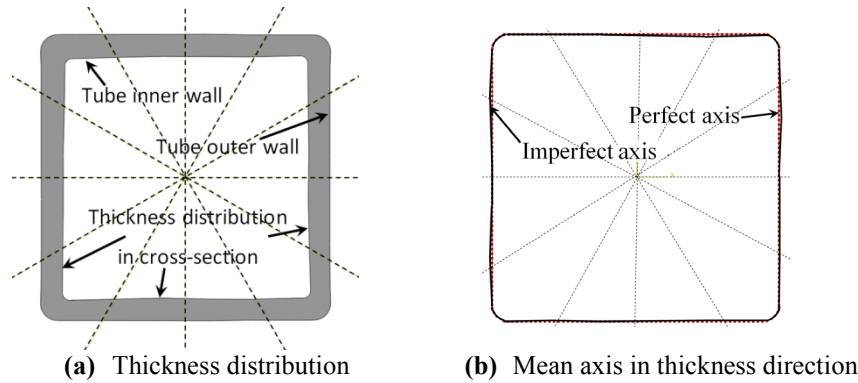 Tube inner wall
Tube outer wall
Thickness distribution
in cross-section
(a) Thickness distribution
Perfect axis
Imperfect axis
(b) Mean axis in thickness direction